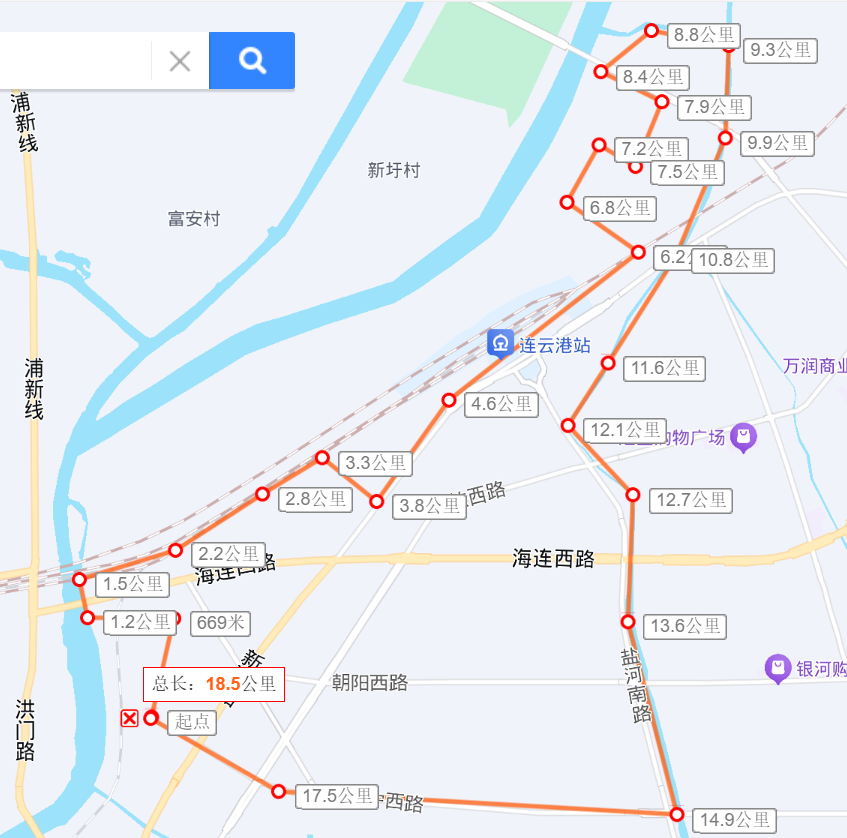 8.8公里
9.3公里
8.4公里
浦新线
7.9公里
9.9公里
7.2公里
新圩村
7.5公里
富安村
6.8公里
6.2
10.8公里
连云港站
万润商业
11.6公里
浦新线
4.6公里
12.1公里
物广场
3.3公里
2.8公里
12.7公里
3.8公里
西路
2.2公里
海连西路
海连西路
1.5公里
1.2公里
669米
13.6公里
新
盐河南路
朝阳西路
银河购
总长：18.5公里
起点
洪门路
17.5公里
西路
14.9公里